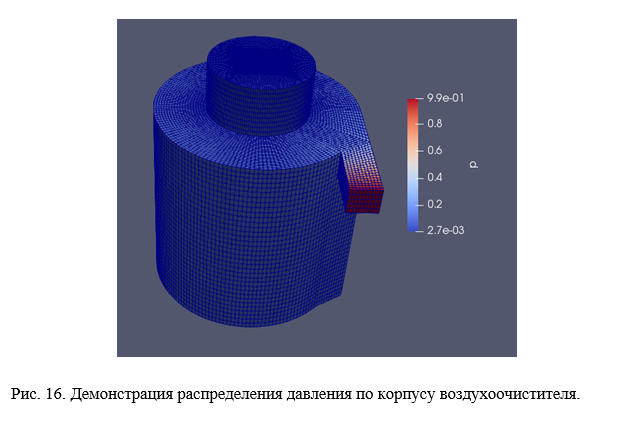 9.9e-01
0.8
0.6
p
0.4
0.2
2.7e-03
Рис. 16. Демонстрация распределения давления по корпусу воздухоочистителя.